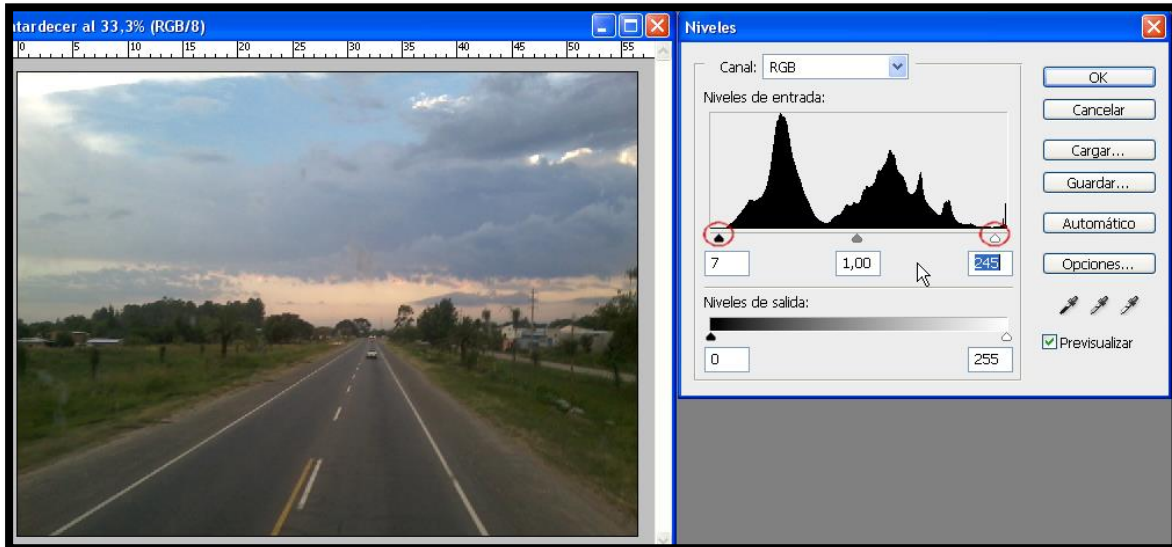 atardecer al 33,3% (RGB/8)
0 5 10 15 20 25 30 35 40 45 50 55
Niveles
Canal: RGB
Niveles de entrada:
7 1,00 245
Niveles de salida:
0 255
OK
Cancelar
Cargar...
Guardar...
Automático
Opciones...
Previsualizar